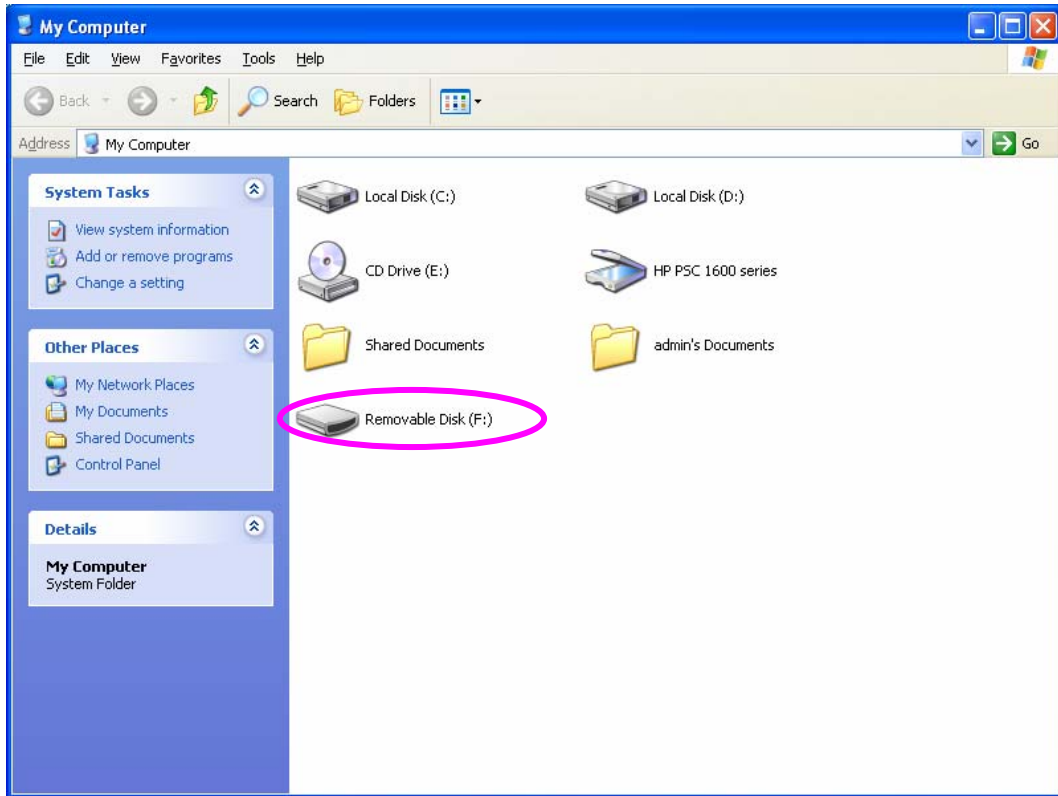 My Computer
File Edit View Favorites Tools Help
Back Search Folders
Address My Computer Go
System Tasks
View system information
Add or remove programs
Change a setting
Other Places
My Network Places
My Documents
Shared Documents
Control Panel
Details
My Computer
System Folder
Local Disk (C:) Local Disk (D:)
CD Drive (E:) HP PSC 1600 series
Shared Documents admin's Documents
Removable Disk (F:)